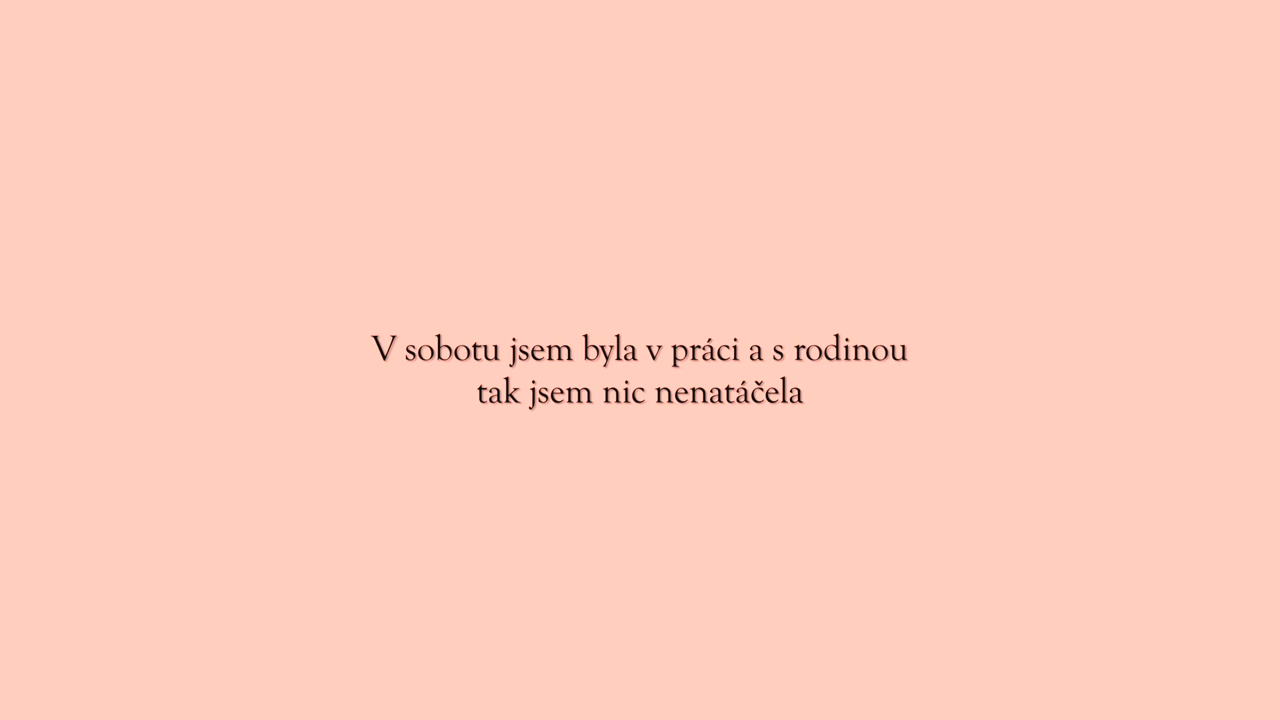 V sobotu jsem byla v práci a s rodinou
tak jsem nic nenatáčela